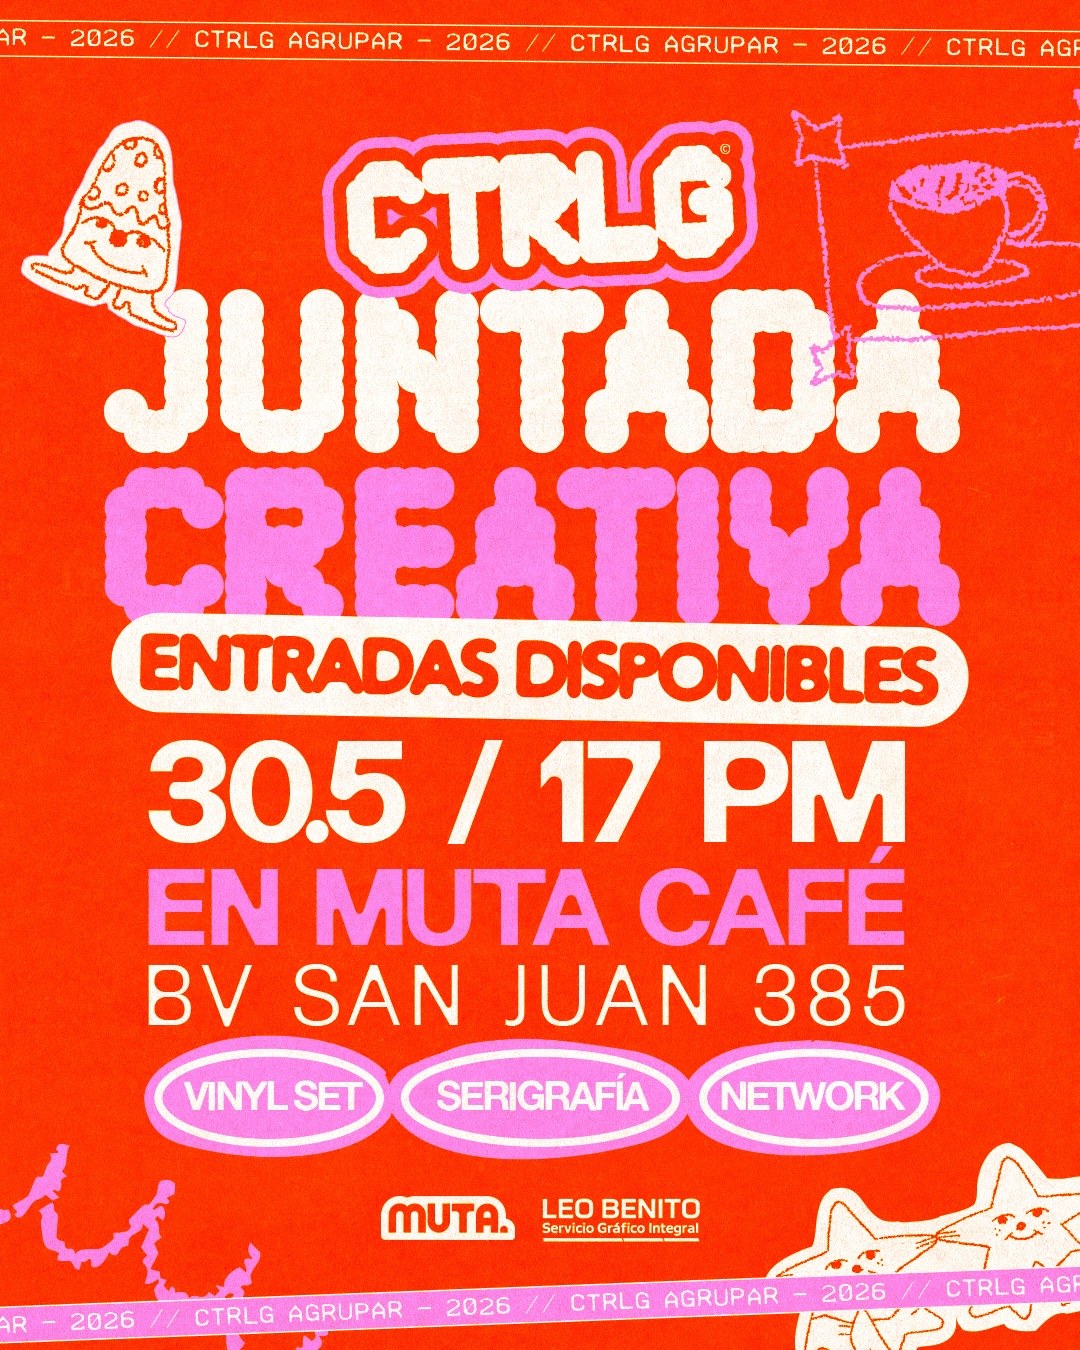 AR – 2026 // CTRLG AGRUPAR – 2026 // CTRLG AGRUPAR – 2026 // CTRLG AGR
CTRLG ©
JUNTADA
CREATIVA
ENTRADAS DISPONIBLES
30.5 / 17 PM
EN MUTA CAFÉ
BV SAN JUAN 385
VINYL SET SERIGRAFÍA NETWORK
MUTA.
LEO BENITO
Servicio Gráfico Integral
AR – 2026 // CTRLG AGRUPAR – 2026 // CTRLG AGRUPAR – 2026 // CTRLG AGR